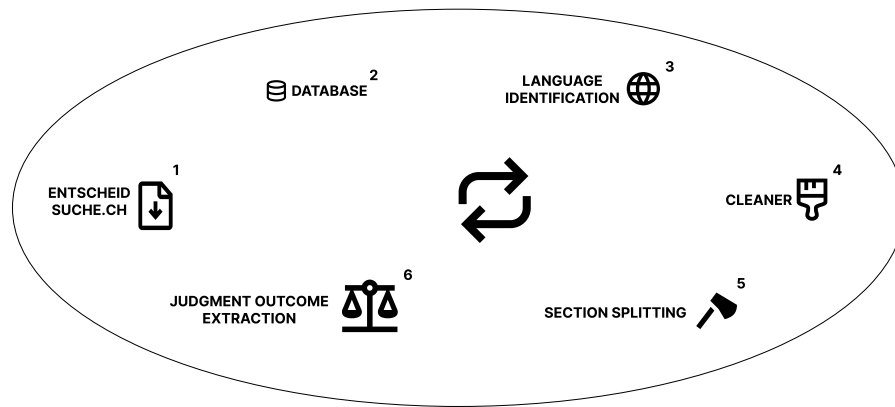 1
ENTSCHEID
SUCHE.CH
2
DATABASE
3
LANGUAGE
IDENTIFICATION
4
CLEANER
5
SECTION SPLITTING
6
JUDGMENT OUTCOME
EXTRACTION